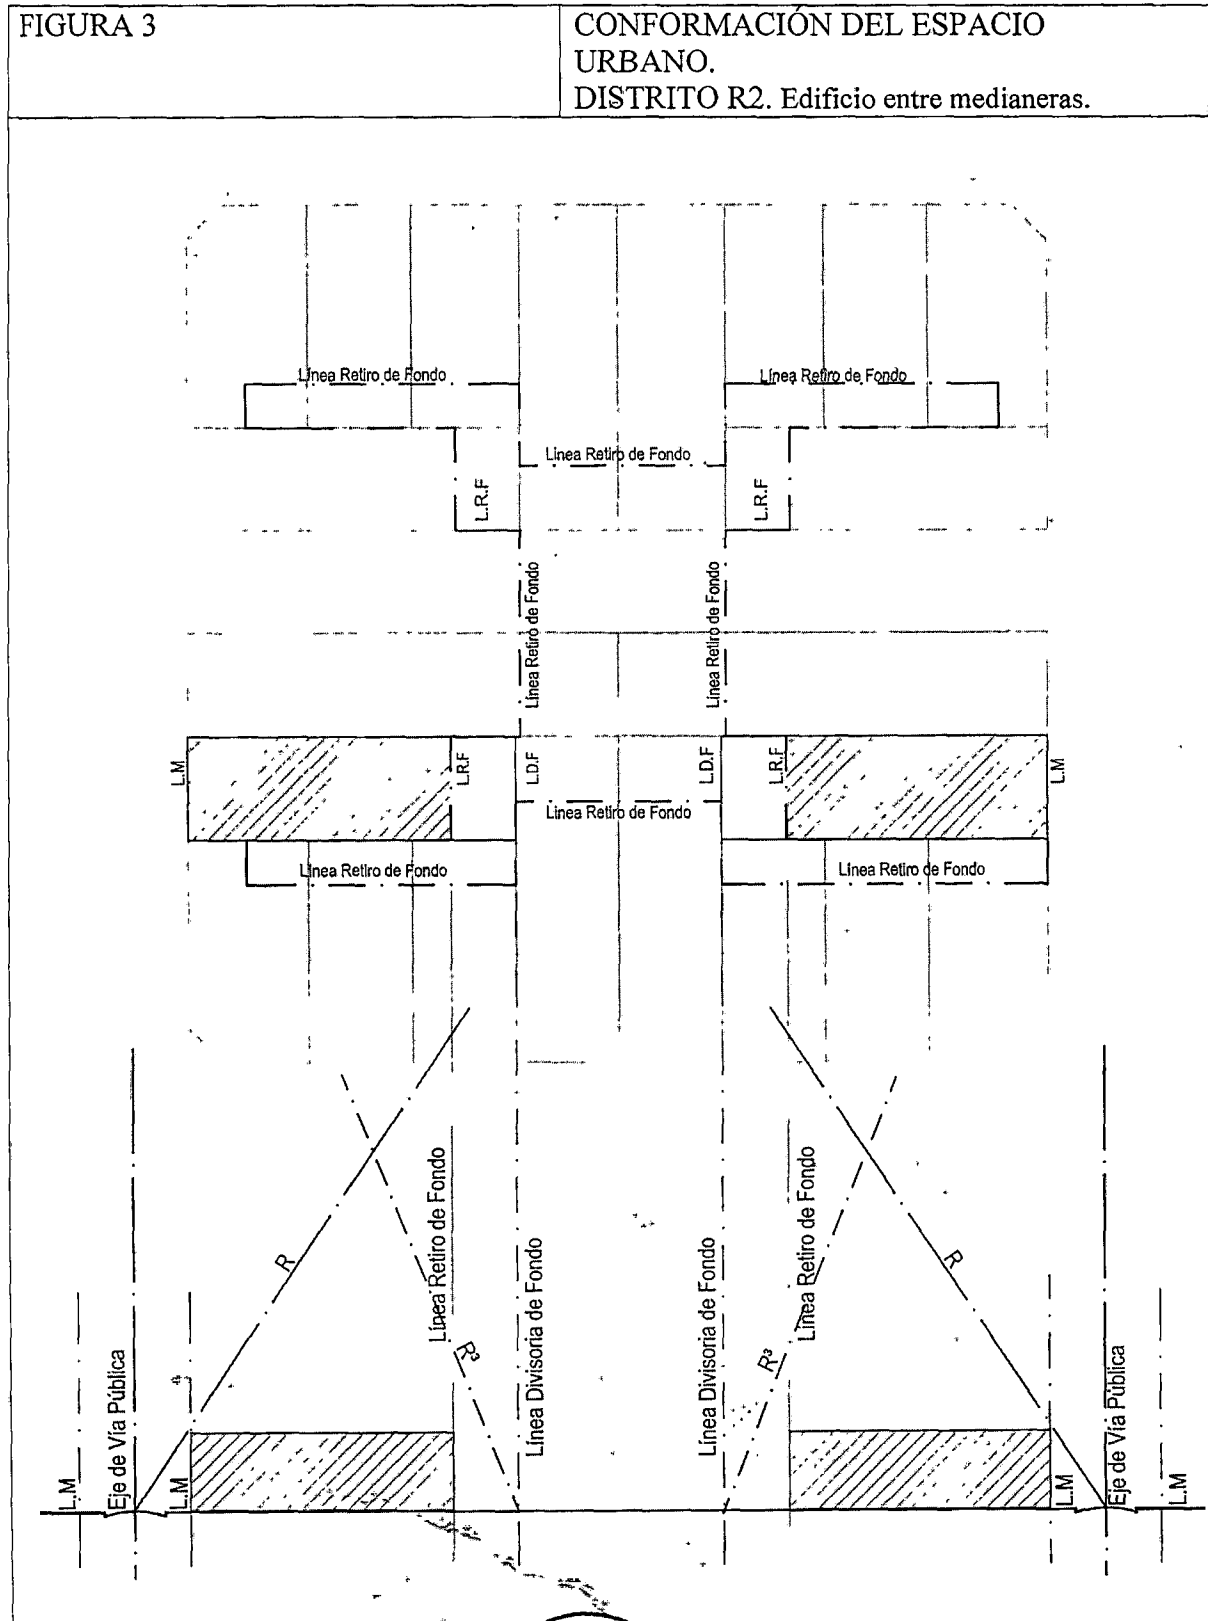 FIGURA 3
CONFORMACIÓN DEL ESPACIO
URBANO.
DISTRITO R2. Edificio entre medianeras.
Línea Retiro de Fondo
Línea Retiro de Fondo
Línea Retiro de Fondo
L.R.F
L.R.F
Línea Retiro de Fondo
Línea Retiro de Fondo
L.M
L.R.F
L.D.F
L.D.F
L.R.F
L.M
Línea Retiro de Fondo
Línea Retiro de Fondo
Línea Retiro de Fondo
R
Línea Retiro de Fondo
Línea Retiro de Fondo
R
R³
R³
Línea Divisoria de Fondo
Línea Divisoria de Fondo
L.M
Eje de Vía Pública
L.M
L.M
Eje de Vía Pública
L.M